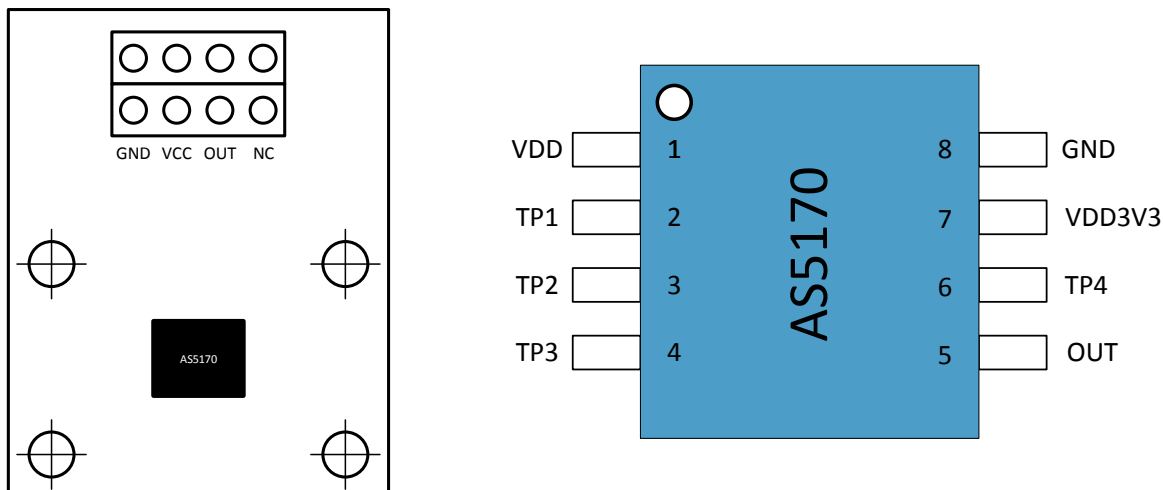 GND VCC OUT NC
AS5170
VDD 1 8 GND
TP1 2 7 VDD3V3
TP2 3 6 TP4
TP3 4 5 OUT
AS5170